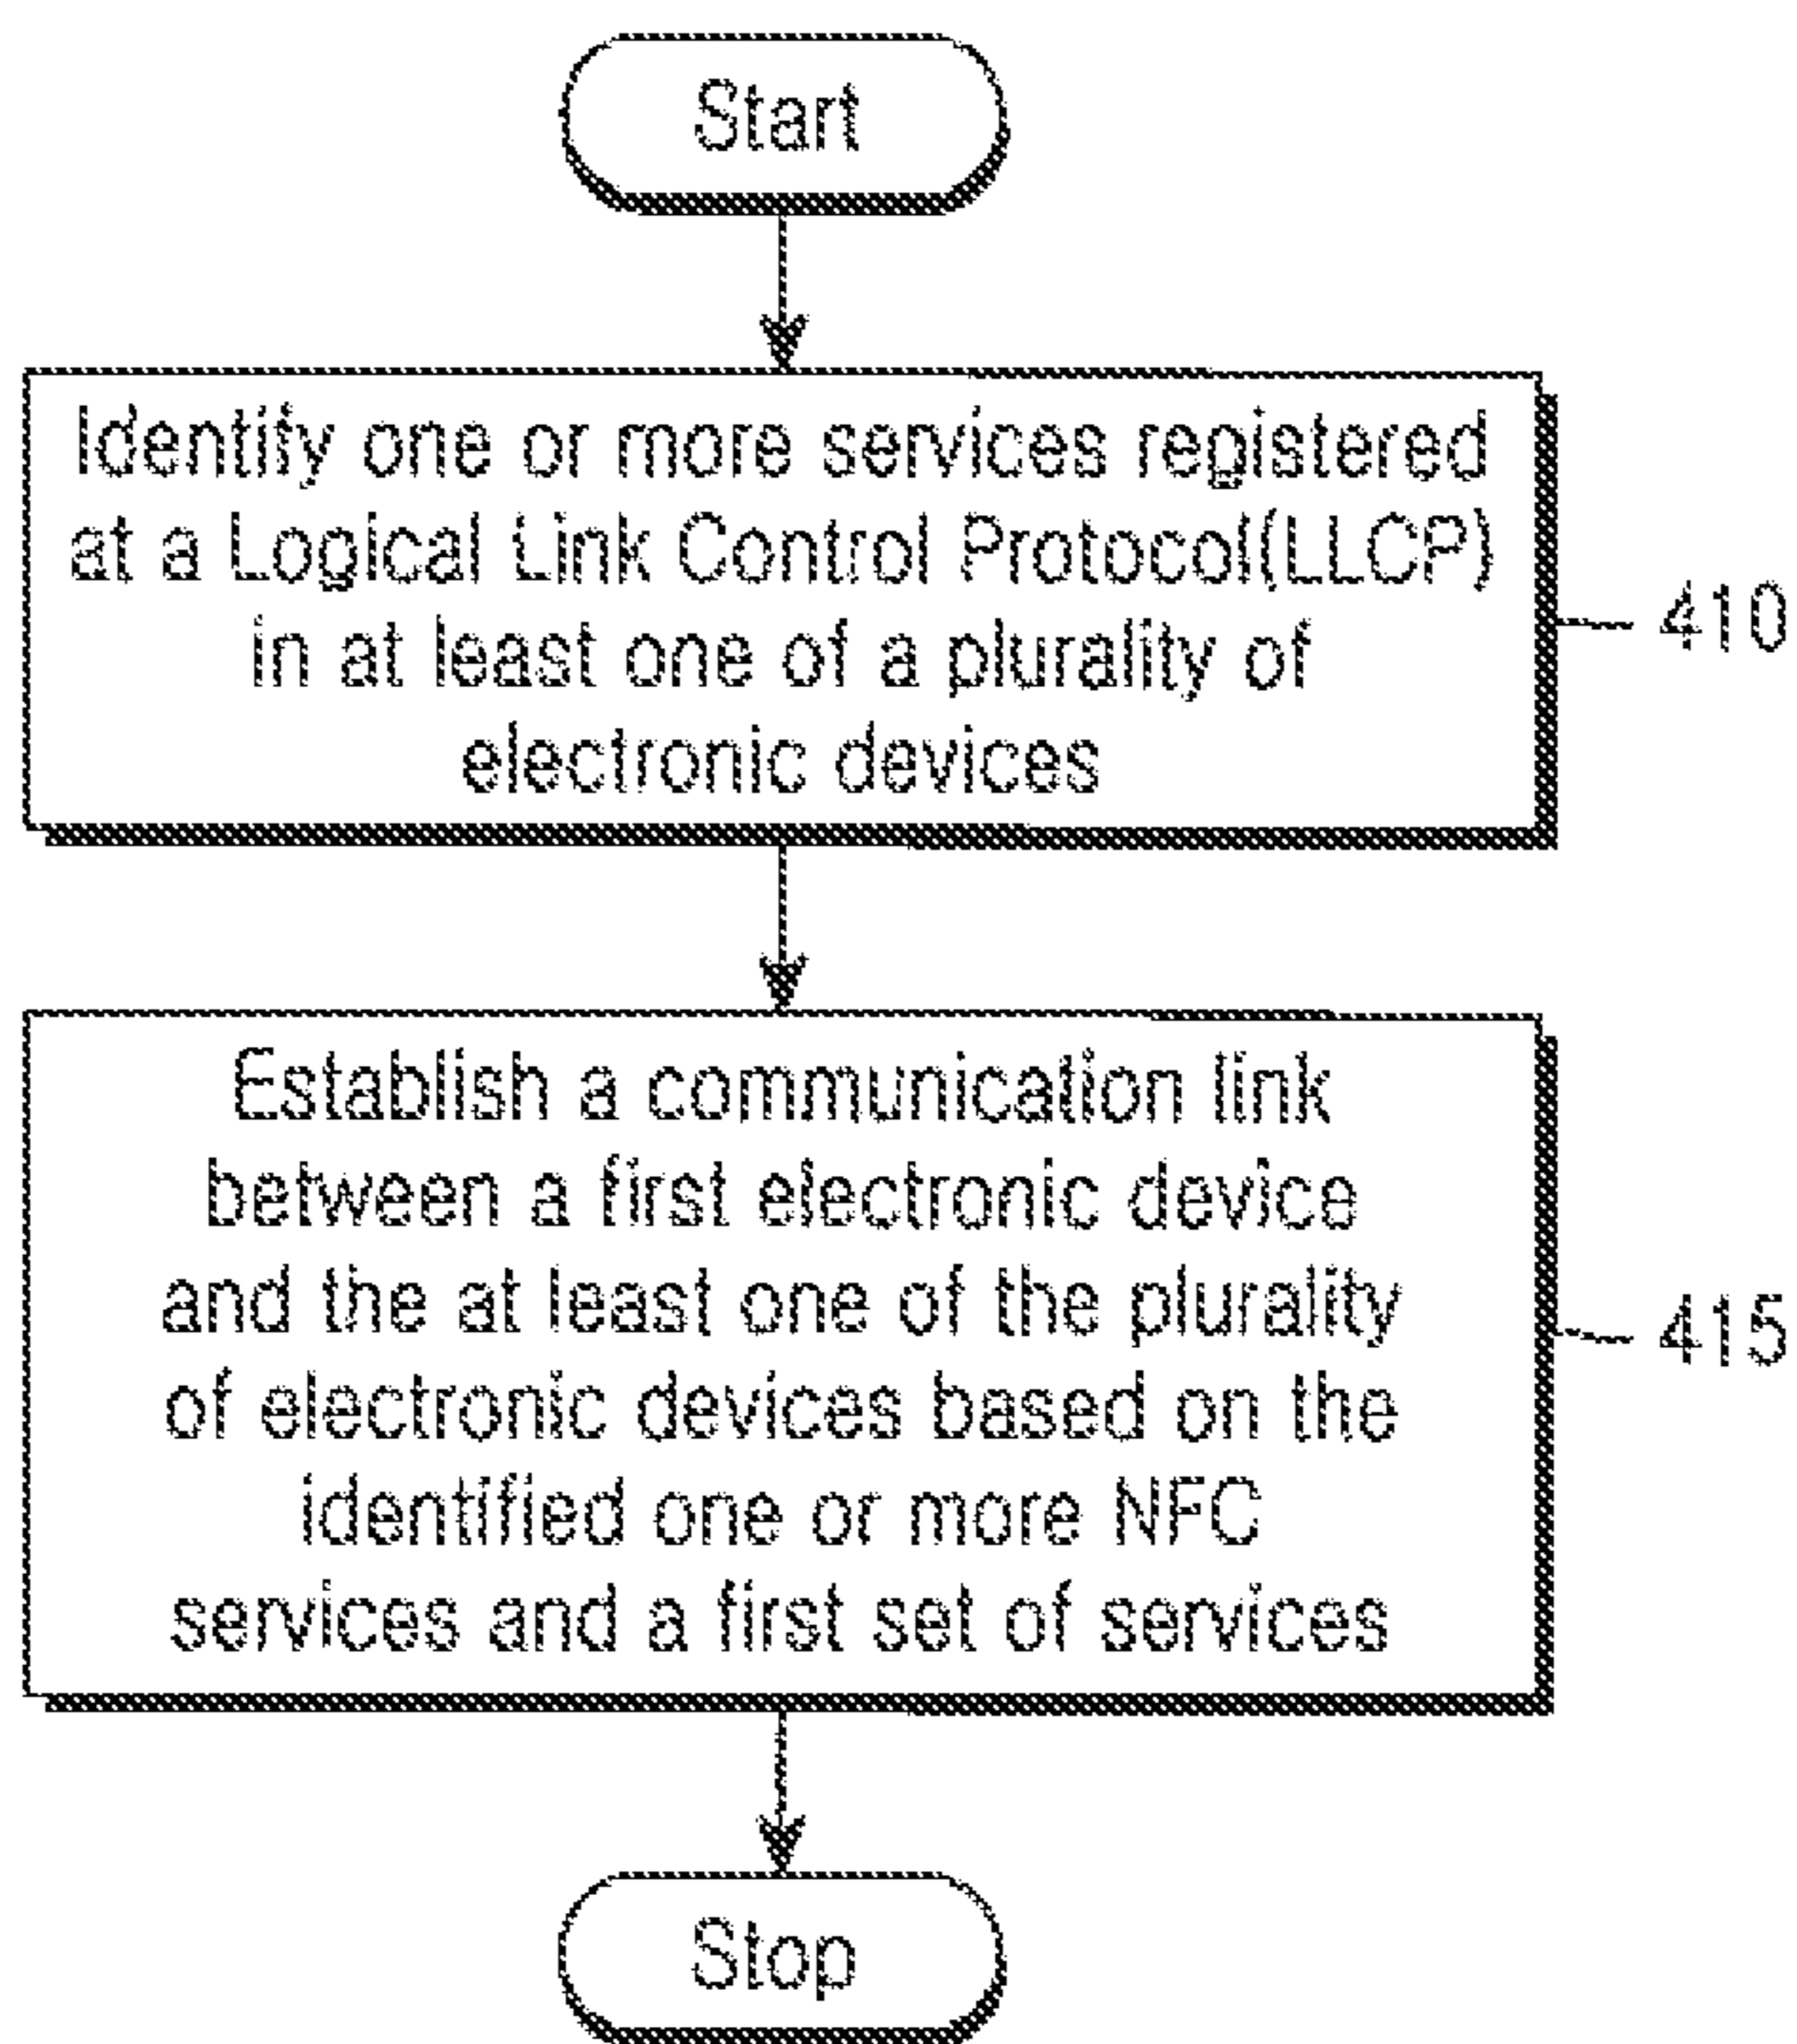 Start
Identify one or more services registered
at a Logical Link Control Protocol(LLCP)
in at least one of a plurality of
electronic devices
410
Establish a communication link
between a first electronic device
and the at least one of the plurality
of electronic devices based on the
identified one or more NFC
services and a first set of services
415
Stop